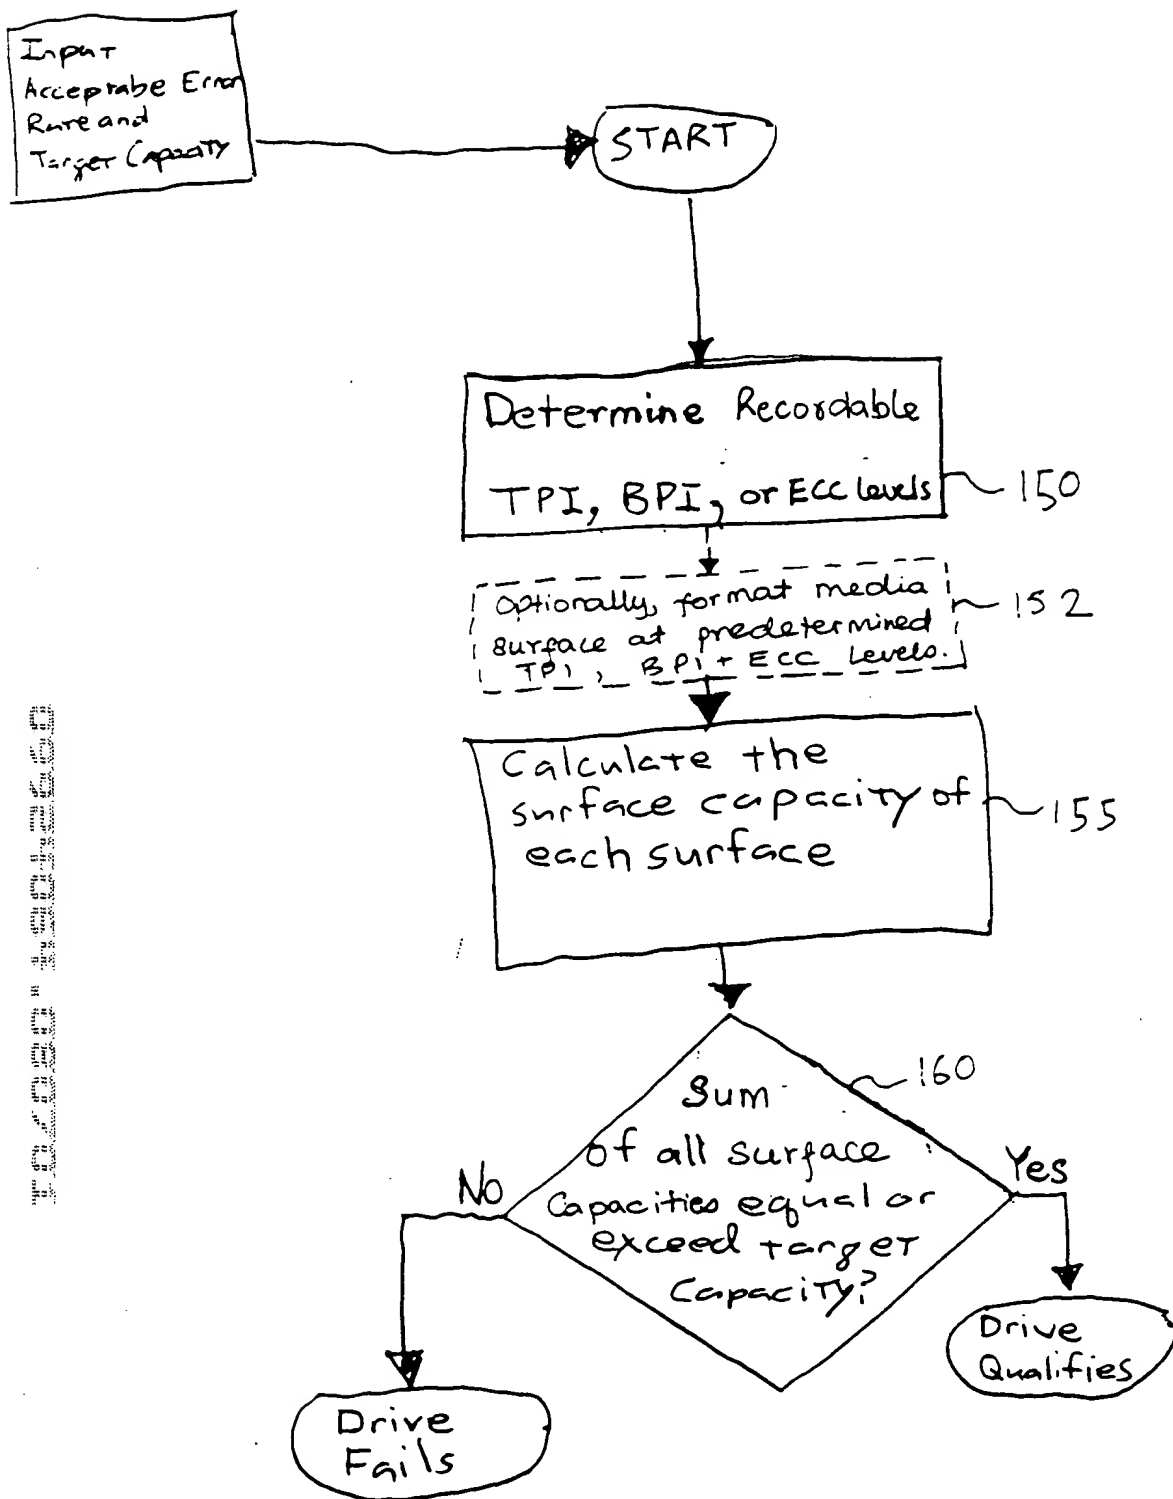 Input
Acceptabe Error
Rate and
Target Capacity
START
Determine Recordable
TPI, BPI, or ECC levels
150
Optionally, format media
surface at predetermined
TPI, BPI + ECC Levels.
152
Calculate the
surface capacity of
each surface
155
Sum
of all surface
Capacities equal or
exceed target
Capacity?
160
No
Yes
Drive
Qualifies
Drive
Fails